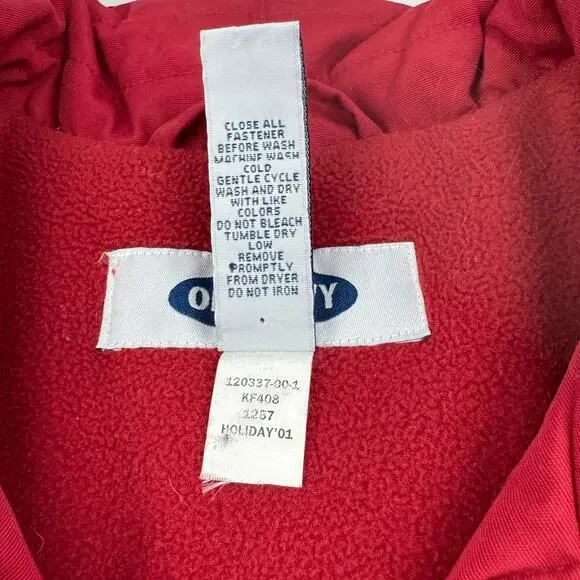 CLOSE ALL
FASTENER
BEFORE WASH
MACHINE WASH
COLD
GENTLE CYCLE
WASH AND DRY
WITH LIKE
COLORS
DO NOT BLEACH
TUMBLE DRY
LOW
REMOVE
PROMPTLY
FROM DRYER
DO NOT IRON
120337-00-1
KF408
1257
HOLIDAY'01